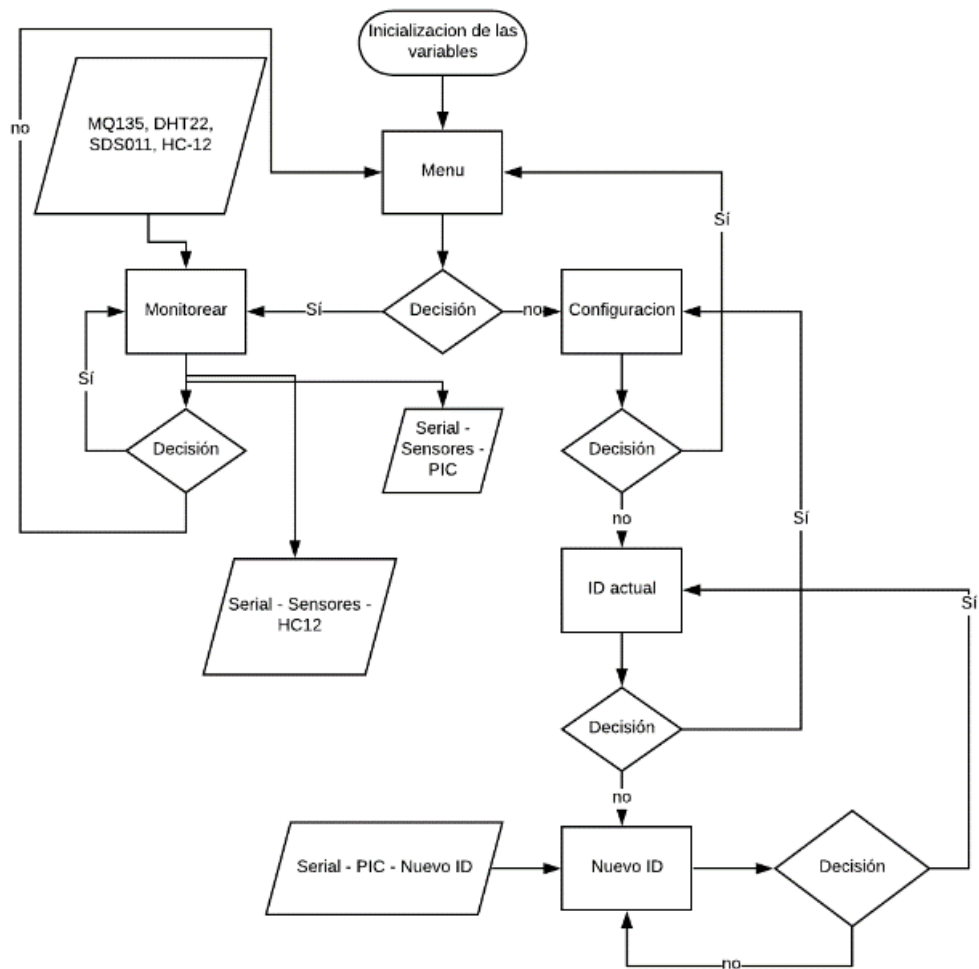 Inicializacion de las
variables
no
MQ135, DHT22,
SDS011, HC-12
Menu
Sí
Monitorear
Sí
Decisión
no
Configuracion
Sí
Decisión
Serial -
Sensores -
PIC
Decisión
no
Sí
ID actual
Serial - Sensores -
HC12
Sí
Decisión
no
Serial - PIC - Nuevo ID
Nuevo ID
Decisión
no